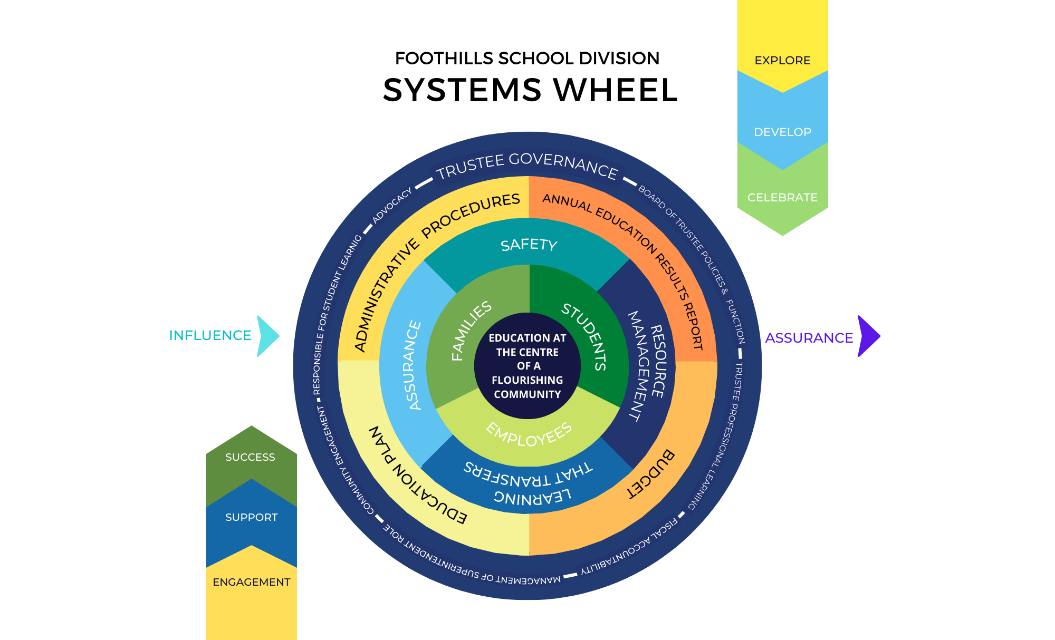 FOOTHILLS SCHOOL DIVISION
SYSTEMS WHEEL
EXPLORE
DEVELOP
CELEBRATE
TRUSTEE GOVERNANCE
BOARD OF TRUSTEE POLICIES & FUNCTION
TRUSTEE PROFESSIONAL LEARNING
FISCAL ACCOUNTABILITY
MANAGEMENT OF SUPERINTENDENT ROLE
COMMUNITY ENGAGEMENT
RESPONSIBLE FOR STUDENT LEARNIG
ADVOCACY
ADMINISTRATIVE PROCEDURES
ANNUAL EDUCATION RESULTS REPORT
BUDGET
EDUCATION PLAN
SAFETY
RESOURCE
MANAGEMENT
LEARNING
THAT TRANSFERS
ASSURANCE
FAMILIES
STUDENTS
EMPLOYEES
EDUCATION AT
THE CENTRE
OF A
FLOURISHING
COMMUNITY
INFLUENCE
ASSURANCE
SUCCESS
SUPPORT
ENGAGEMENT